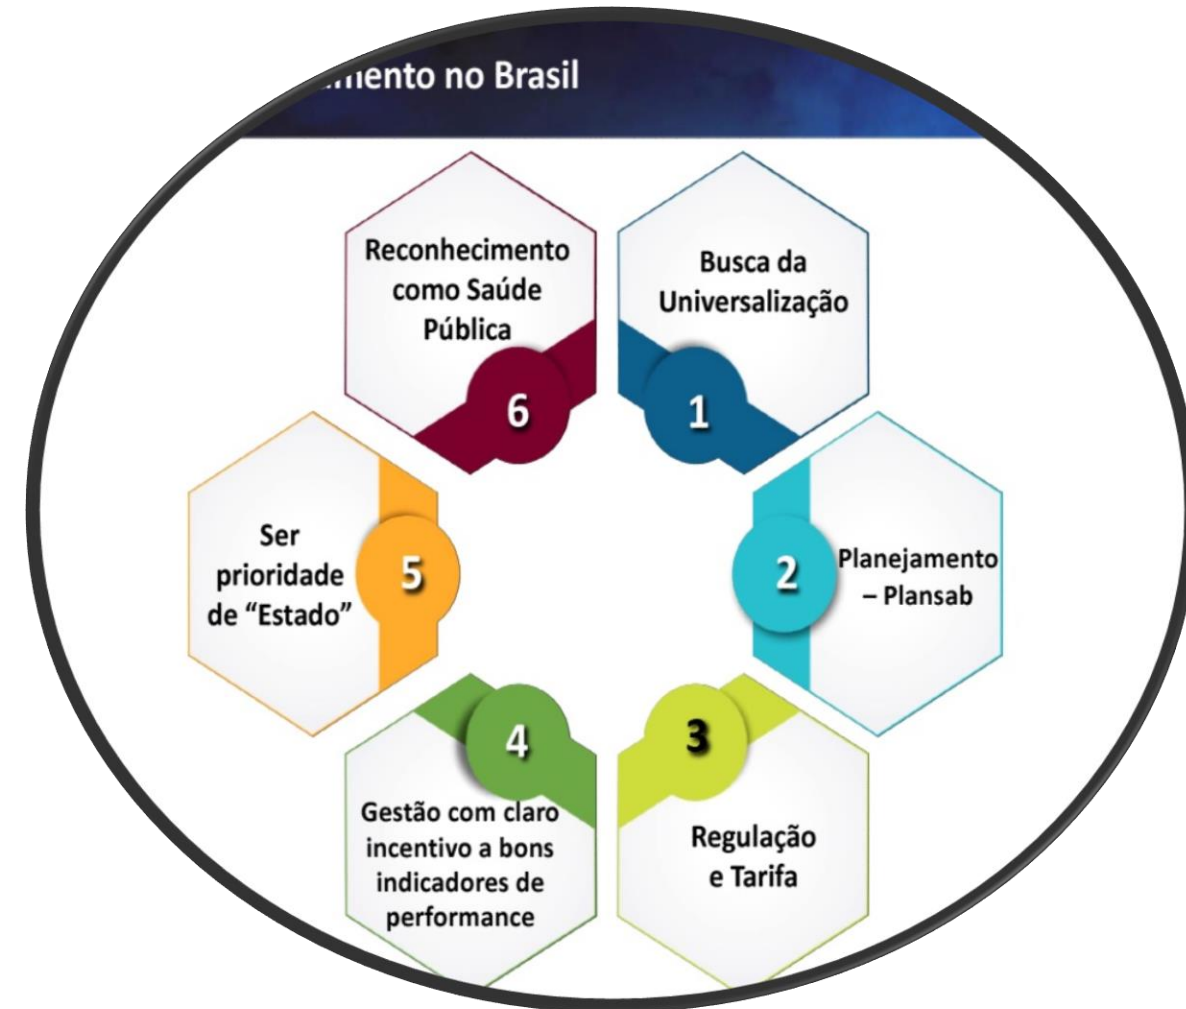 no Brasil
Busca da
Universalização
1
2
Planejamento
– Plansab
3
Regulação
e Tarifa
4
Gestão com claro
incentivo a bons
indicadores de
performance
5
Ser
prioridade
de “Estado”
6
Reconhecimento
como Saúde
Pública